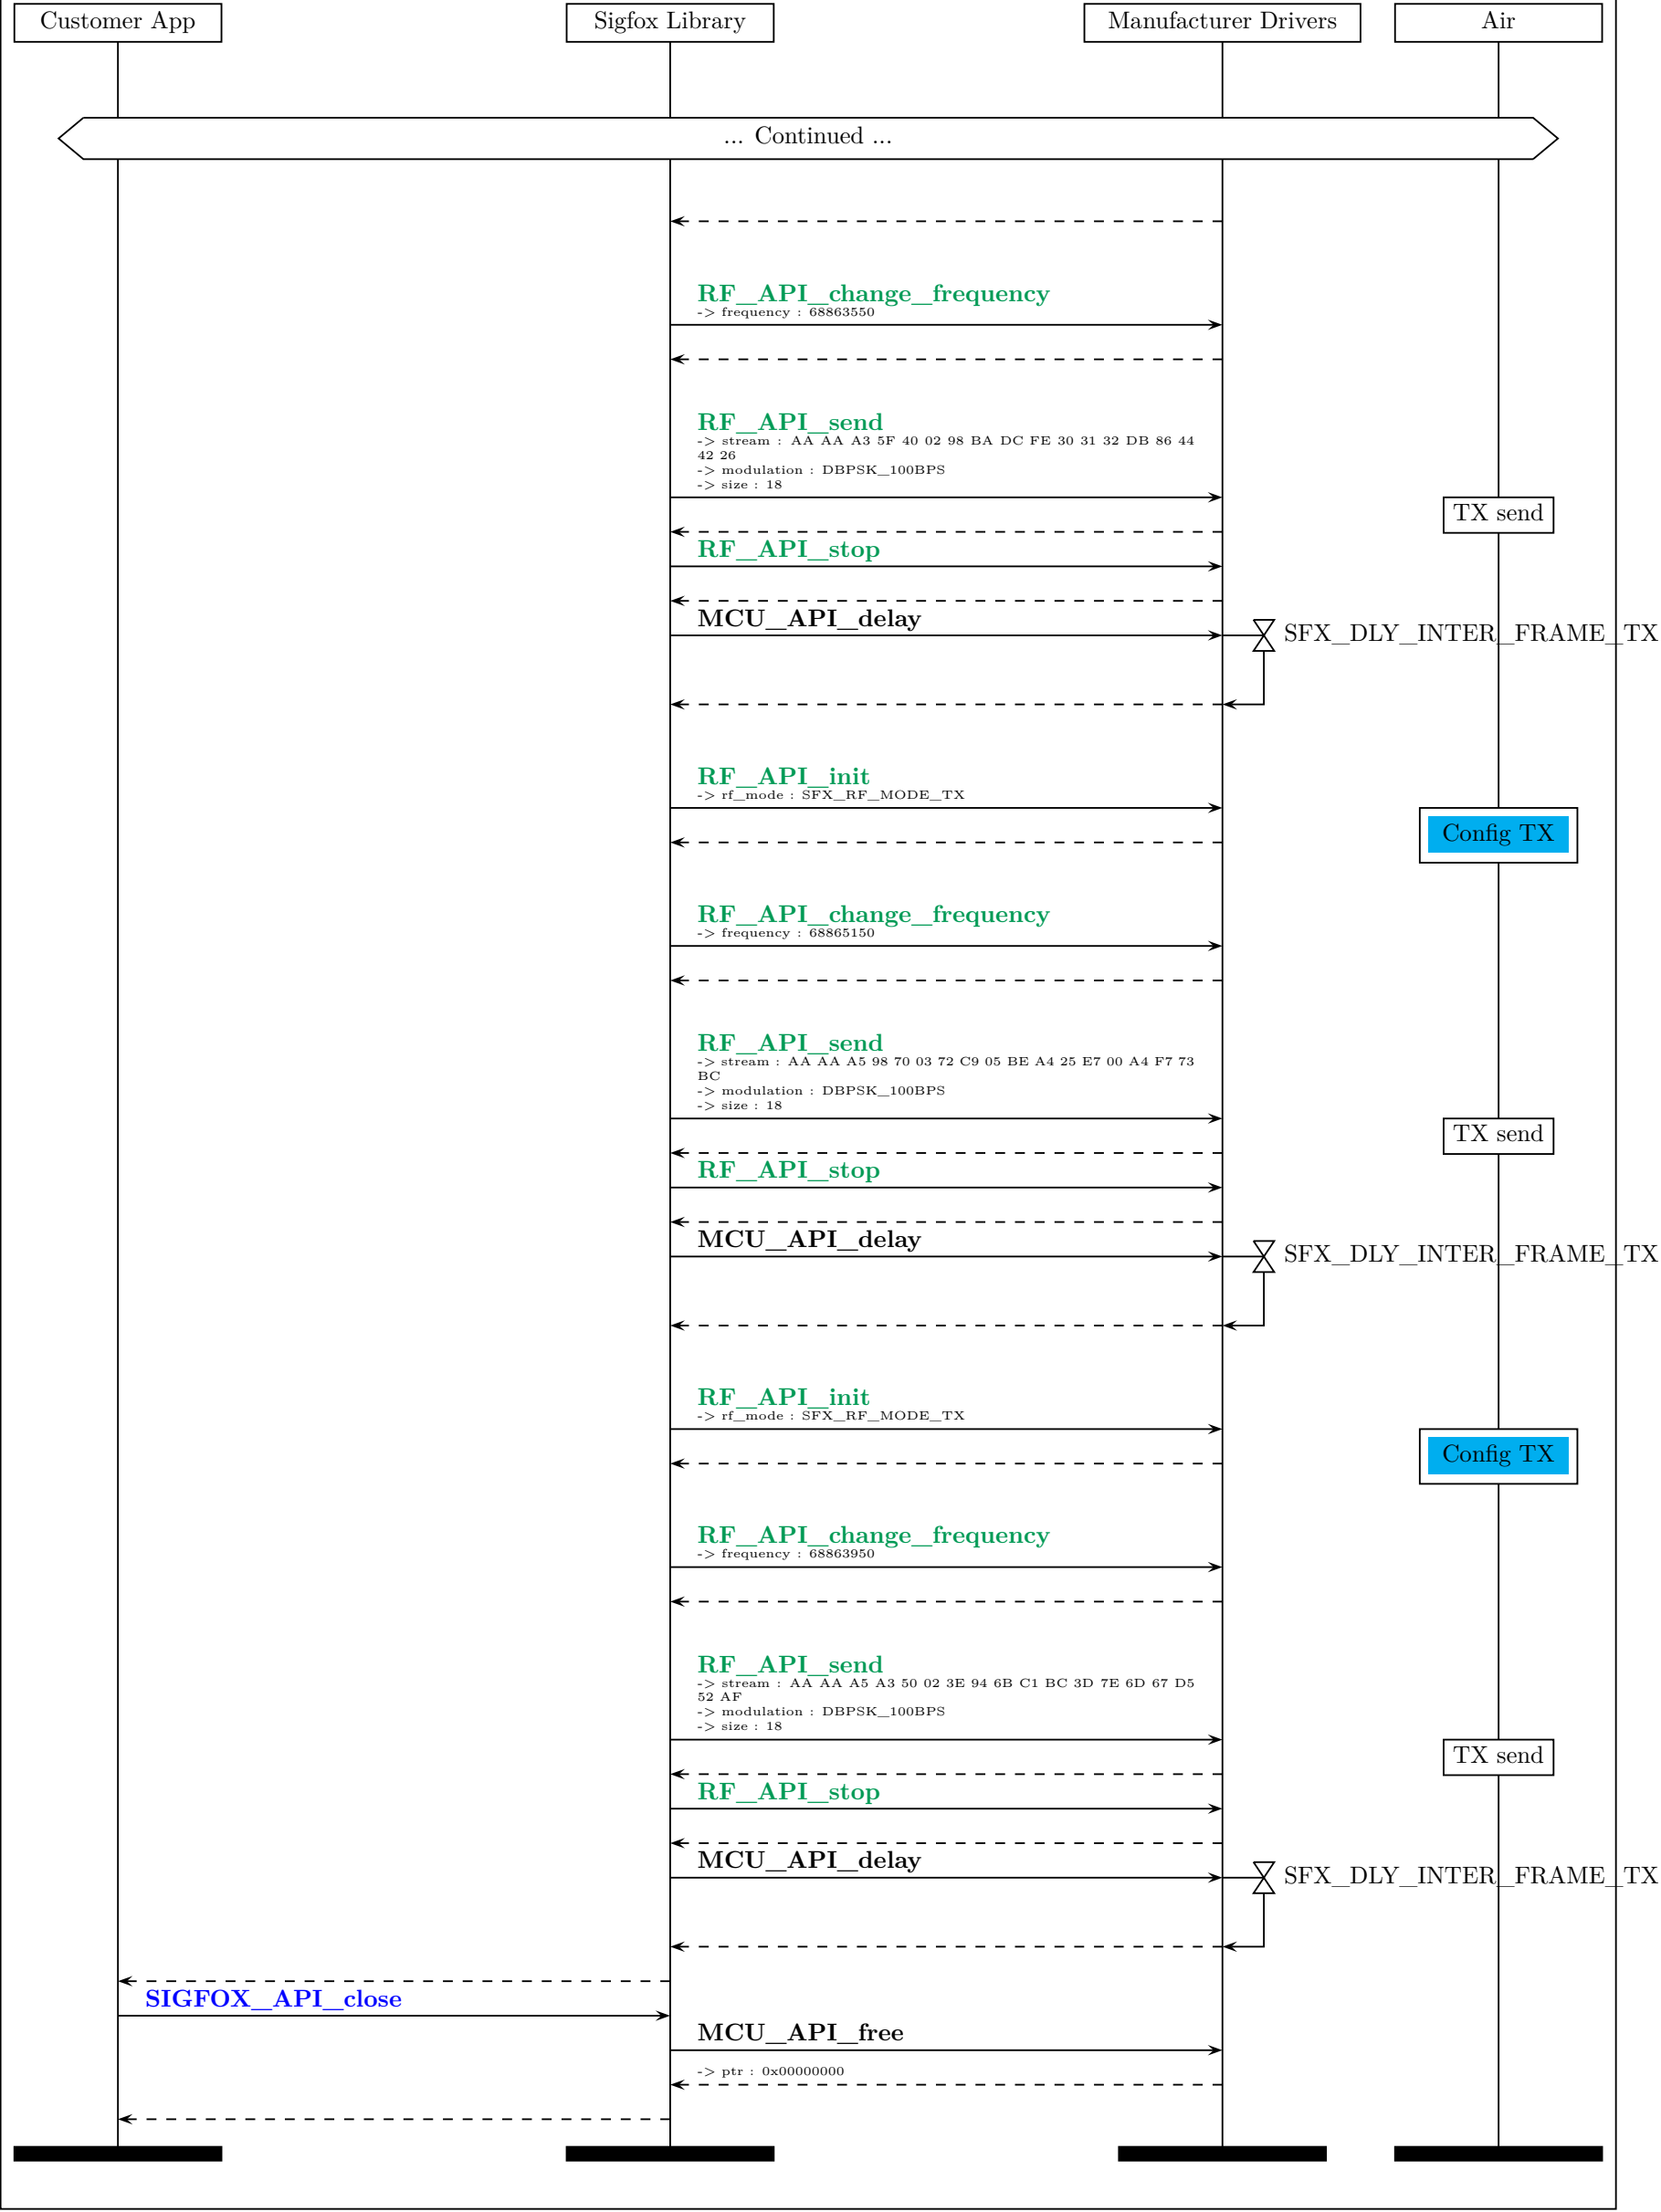 Customer App
Sigfox Library
Manufacturer Drivers
Air
... Continued ...
RF_API_change_frequency
-> frequency : 68863550
RF_API_send
-> stream : AA AA A3 5F 40 02 98 BA DC FE 30 31 32 DB 86 44
42 26
-> modulation : DBPSK_100BPS
-> size : 18
TX send
RF_API_stop
MCU_API_delay
SFX_DLY_INTER_FRAME_TX
RF_API_init
-> rf_mode : SFX_RF_MODE_TX
Config TX
RF_API_change_frequency
-> frequency : 68865150
RF_API_send
-> stream : AA AA A5 98 70 03 72 C9 05 BE A4 25 E7 00 A4 F7 73
BC
-> modulation : DBPSK_100BPS
-> size : 18
TX send
RF_API_stop
MCU_API_delay
SFX_DLY_INTER_FRAME_TX
RF_API_init
-> rf_mode : SFX_RF_MODE_TX
Config TX
RF_API_change_frequency
-> frequency : 68863950
RF_API_send
-> stream : AA AA A5 A3 50 02 3E 94 6B C1 BC 3D 7E 6D 67 D5
52 AF
-> modulation : DBPSK_100BPS
-> size : 18
TX send
RF_API_stop
MCU_API_delay
SFX_DLY_INTER_FRAME_TX
SIGFOX_API_close
MCU_API_free
-> ptr : 0x00000000